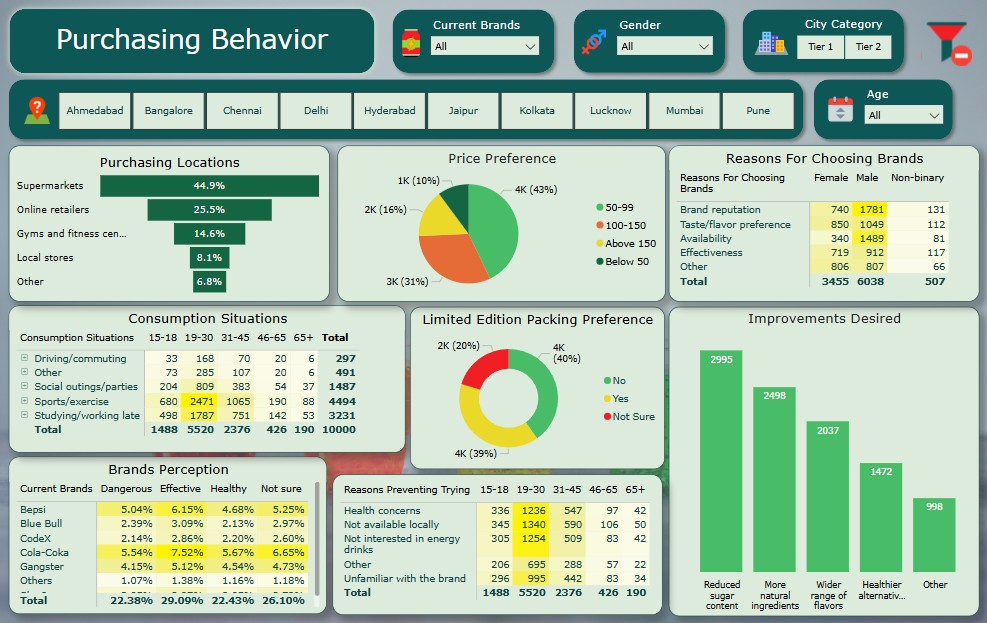 Purchasing Behavior
Current Brands
All
Gender
All
City Category
Tier 1 Tier 2
Ahmedabad Bangalore Chennai Delhi Hyderabad Jaipur Kolkata Lucknow Mumbai Pune
Age
All
Purchasing Locations
Supermarkets 44.9%
Online retailers 25.5%
Gyms and fitness cen... 14.6%
Local stores 8.1%
Other 6.8%
Price Preference
1K (10%)
4K (43%)
2K (16%)
3K (31%)
50-99
100-150
Above 150
Below 50
Reasons For Choosing Brands
Reasons For Choosing Female Male Non-binary
Brands
Brand reputation 740 1781 131
Taste/flavor preference 850 1049 112
Availability 340 1489 81
Effectiveness 719 912 117
Other 806 807 66
Total 3455 6038 507
Consumption Situations
Consumption Situations 15-18 19-30 31-45 46-65 65+ Total
Driving/commuting 33 168 70 20 6 297
Other 73 285 107 20 6 491
Social outings/parties 204 809 383 54 37 1487
Sports/exercise 680 2471 1065 190 88 4494
Studying/working late 498 1787 751 142 53 3231
Total 1488 5520 2376 426 190 10000
Limited Edition Packing Preference
2K (20%)
4K
(40%)
4K (39%)
No
Yes
Not Sure
Improvements Desired
2995
2498
2037
1472
998
Reduced sugar content
More natural ingredients
Wider range of flavors
Healthier alternativ...
Other
Brands Perception
Current Brands Dangerous Effective Healthy Not sure
Bepsi 5.04% 6.15% 4.68% 5.25%
Blue Bull 2.39% 3.09% 2.13% 2.97%
CodeX 2.14% 2.86% 2.20% 2.60%
Cola-Coka 5.54% 7.52% 5.67% 6.65%
Gangster 4.15% 5.12% 4.54% 4.73%
Others 1.07% 1.38% 1.16% 1.18%
Total 22.38% 29.09% 22.43% 26.10%
Reasons Preventing Trying 15-18 19-30 31-45 46-65 65+
Health concerns 336 1236 547 97 42
Not available locally 345 1340 590 106 50
Not interested in energy 305 1254 509 83 42
drinks
Other 206 695 288 57 22
Unfamiliar with the brand 296 995 442 83 34
Total 1488 5520 2376 426 190